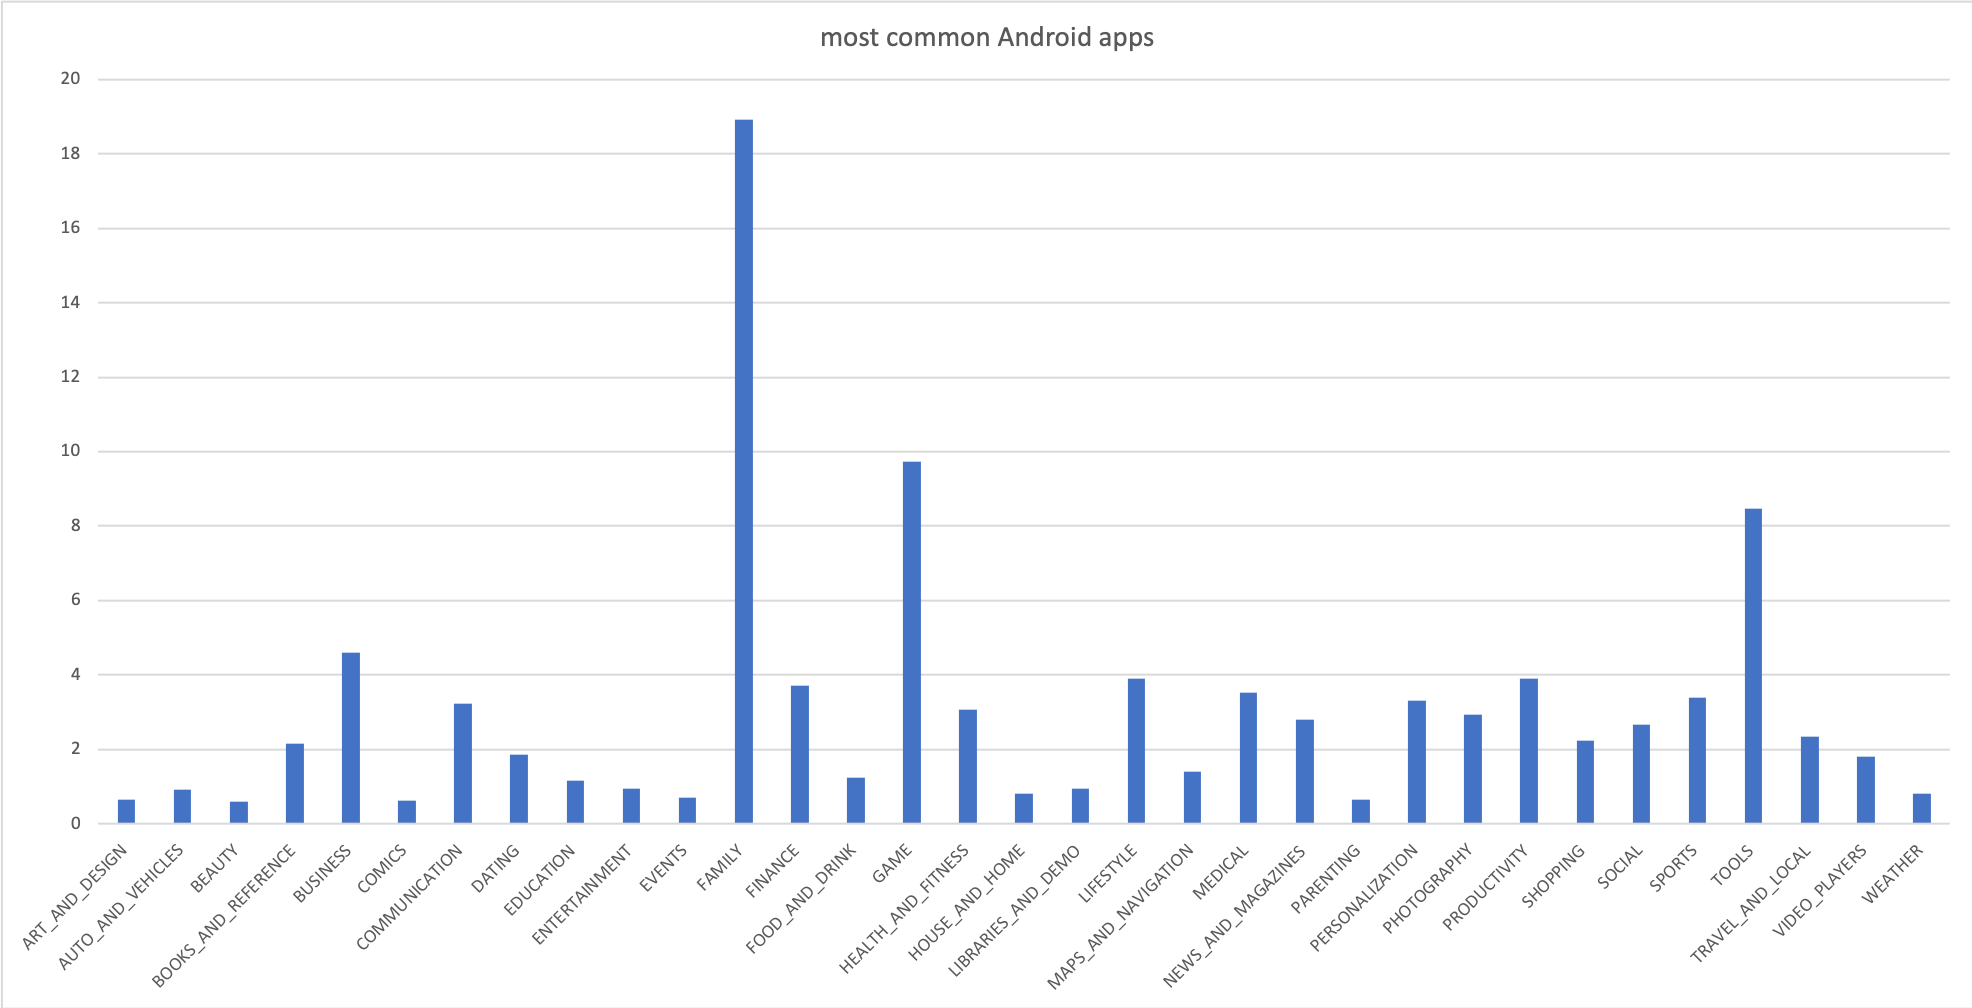 most common Android apps
20
18
16
14
12
10
8
6
4
2
0
ART_AND_DESIGN
AUTO_AND_VEHICLES
BEAUTY
BOOKS_AND_REFERENCE
BUSINESS
COMICS
COMMUNICATION
DATING
EDUCATION
ENTERTAINMENT
EVENTS
FAMILY
FINANCE
FOOD_AND_DRINK
GAME
HEALTH_AND_FITNESS
HOUSE_AND_HOME
LIBRARIES_AND_DEMO
LIFESTYLE
MAPS_AND_NAVIGATION
MEDICAL
NEWS_AND_MAGAZINES
PARENTING
PERSONALIZATION
PHOTOGRAPHY
PRODUCTIVITY
SHOPPING
SOCIAL
SPORTS
TOOLS
TRAVEL_AND_LOCAL
VIDEO_PLAYERS
WEATHER